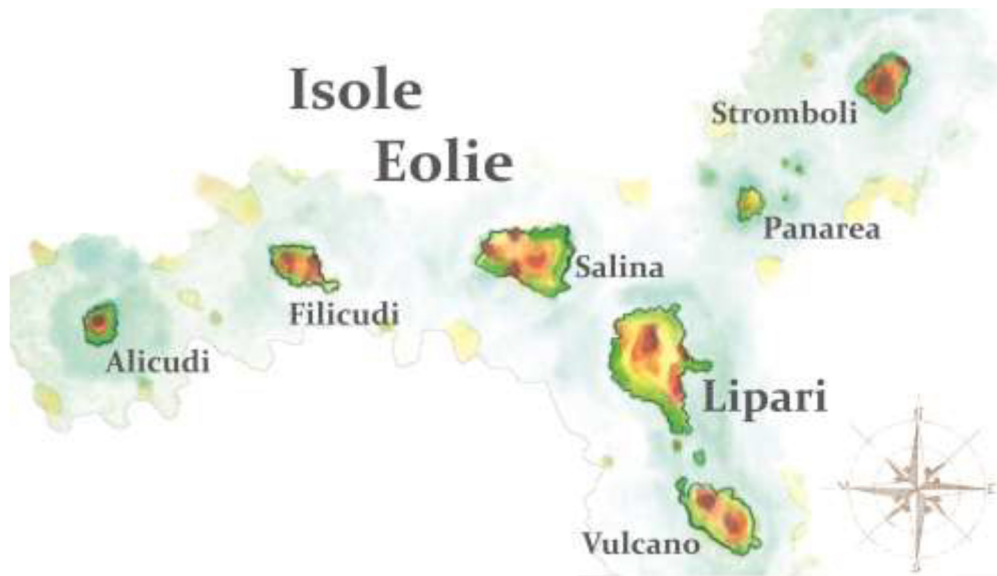 Isole
Eolie
Stromboli
Panarea
Salina
Filicudi
Alicudi
Lipari
Vulcano